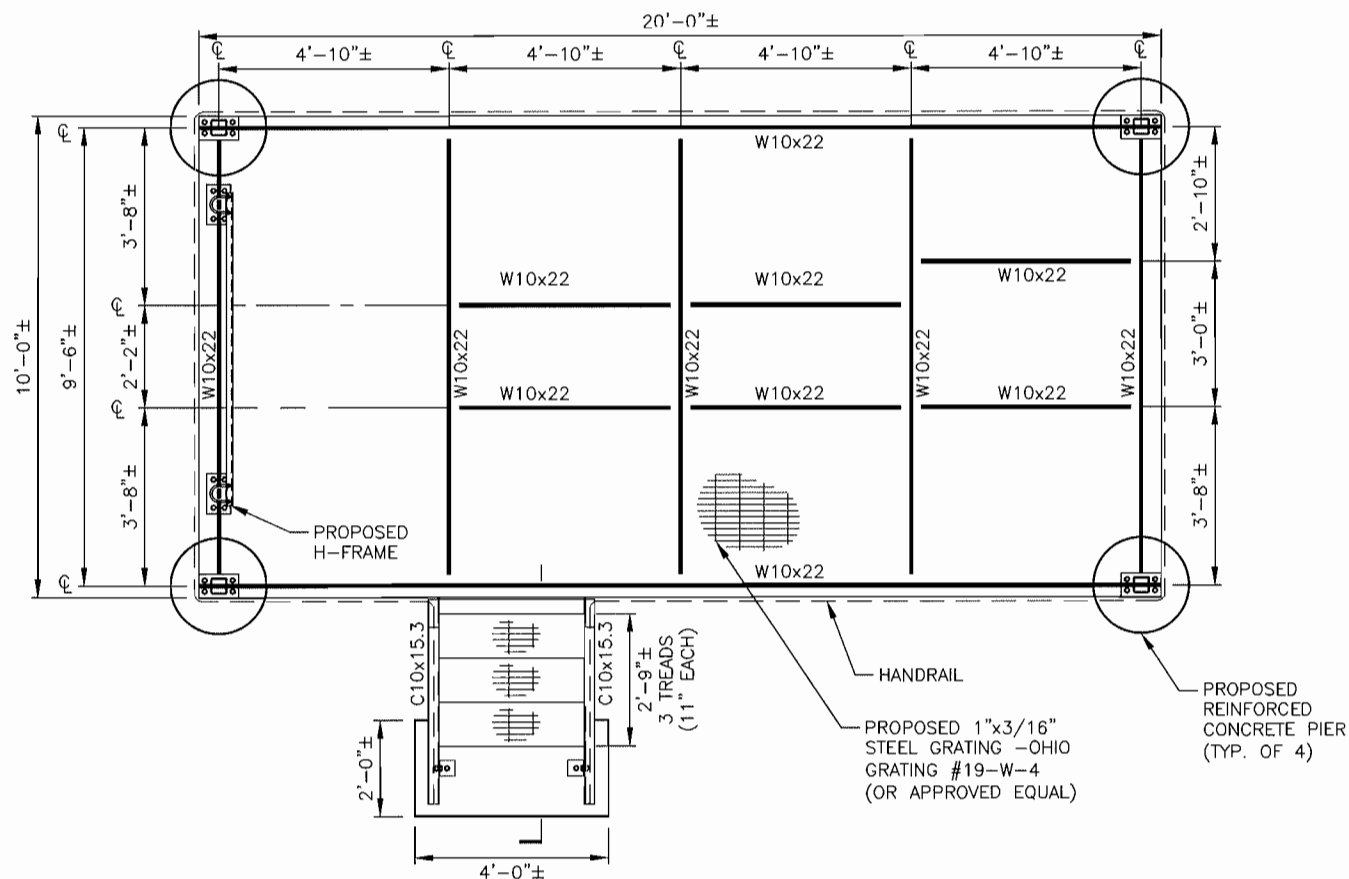 20'-0"±
℄ 4'-10"± ℄ 4'-10"± ℄ 4'-10"± ℄ 4'-10"± ℄
℄
W10x22
10'-0"±
9'-6"±
3'-8"±
2'-2"±
3'-8"±
℄
℄
℄
W10x22
W10x22 W10x22
W10x22
W10x22
W10x22
W10x22
W10x22 W10x22 W10x22
W10x22
2'-10"±
3'-0"±
3'-8"±
PROPOSED
H-FRAME
W10x22
C10x15.3
C10x15.3
2'-9"±
3 TREADS
(11" EACH)
HANDRAIL
PROPOSED 1"x3/16"
STEEL GRATING -OHIO
GRATING #19-W-4
(OR APPROVED EQUAL)
PROPOSED
REINFORCED
CONCRETE PIER
(TYP. OF 4)
2'-0"±
4'-0"±